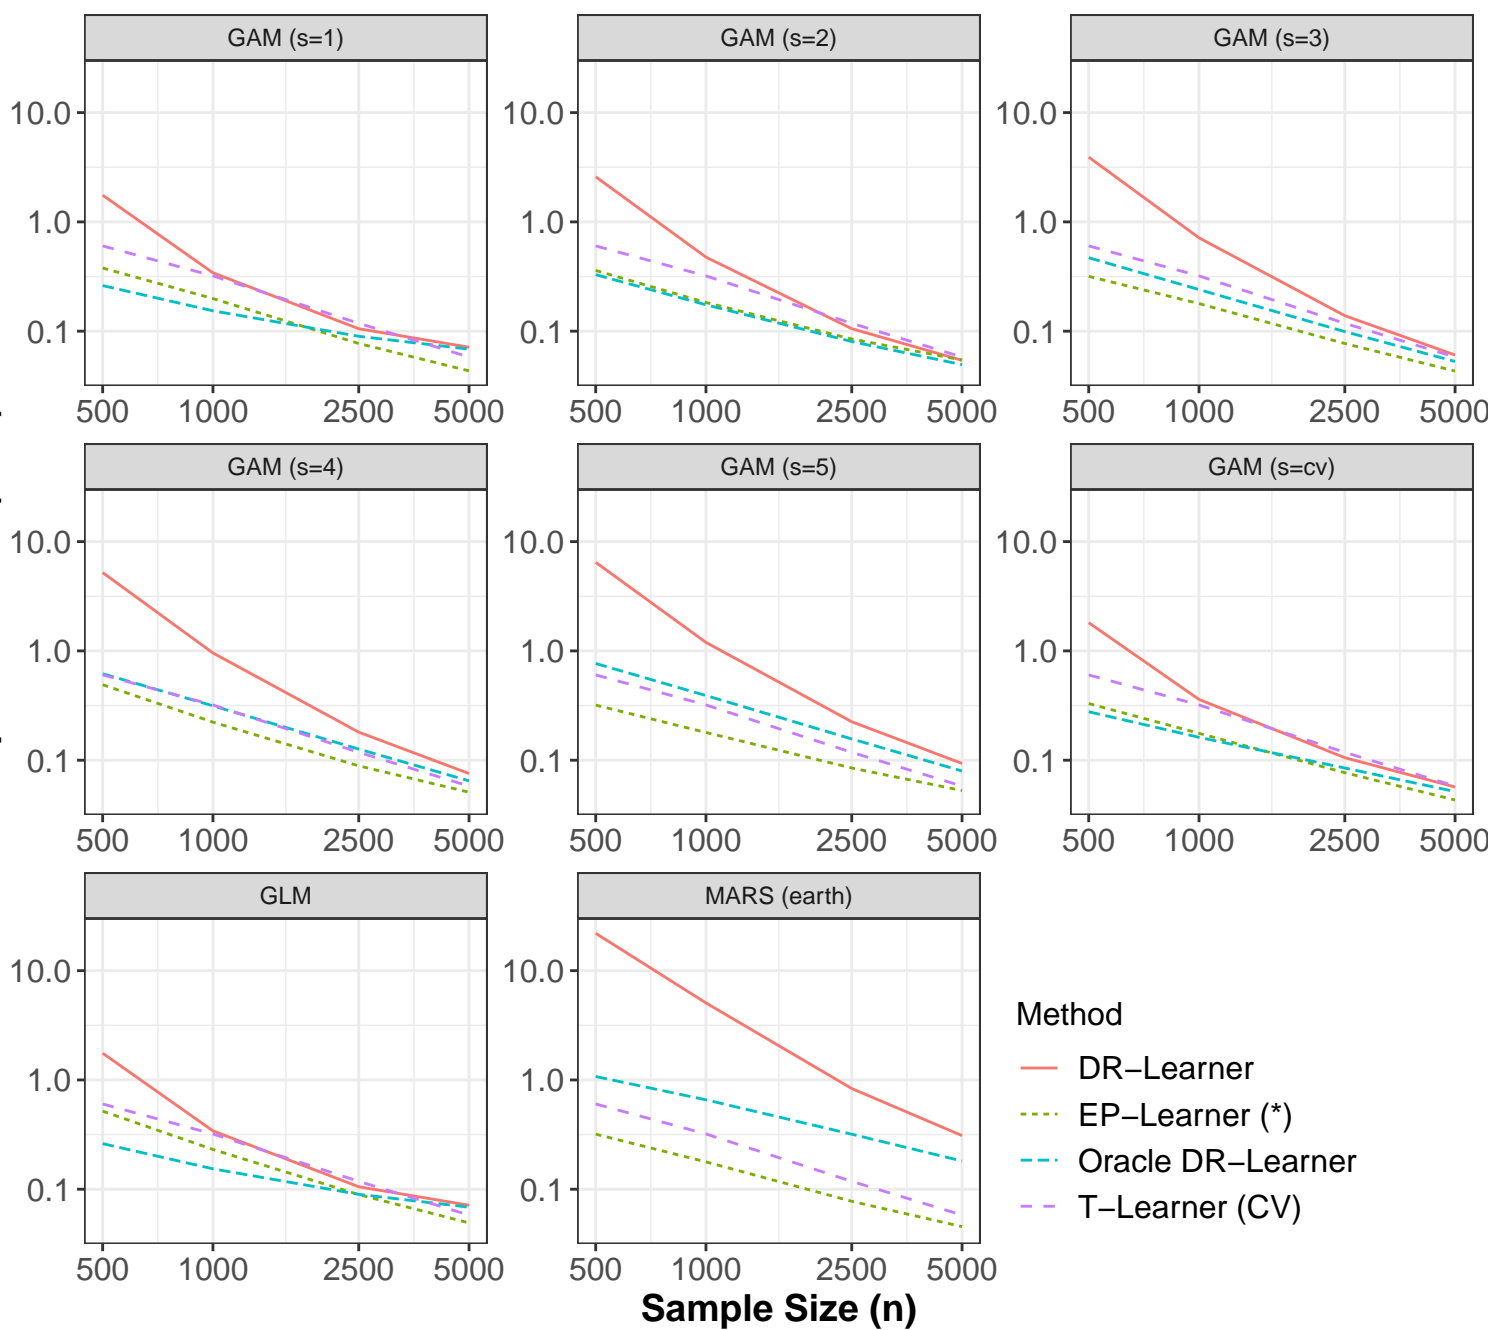 GAM (s=1) GAM (s=2) GAM (s=3)
10.0 10.0 10.0
1.0 1.0 1.0
0.1 0.1 0.1
500 1000 2500 5000 500 1000 2500 5000 500 1000 2500 5000
GAM (s=4) GAM (s=5) GAM (s=cv)
10.0 10.0 10.0
1.0 1.0 1.0
0.1 0.1 0.1
500 1000 2500 5000 500 1000 2500 5000 500 1000 2500 5000
GLM MARS (earth)
10.0 10.0
1.0 1.0
0.1 0.1
500 1000 2500 5000 500 1000 2500 5000
Sample Size (n)
Method
DR−Learner
EP−Learner (*)
Oracle DR−Learner
T−Learner (CV)